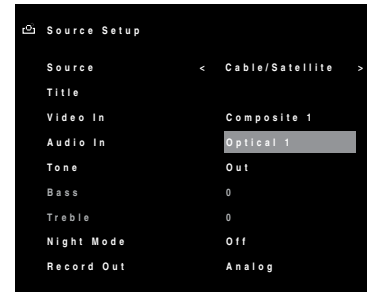 Source Setup
Source < Cable/Satellite >
Title
Video In Composite 1
Audio In Optical 1
Tone Out
Bass 0
Treble 0
Night Mode Off
Record Out Analog